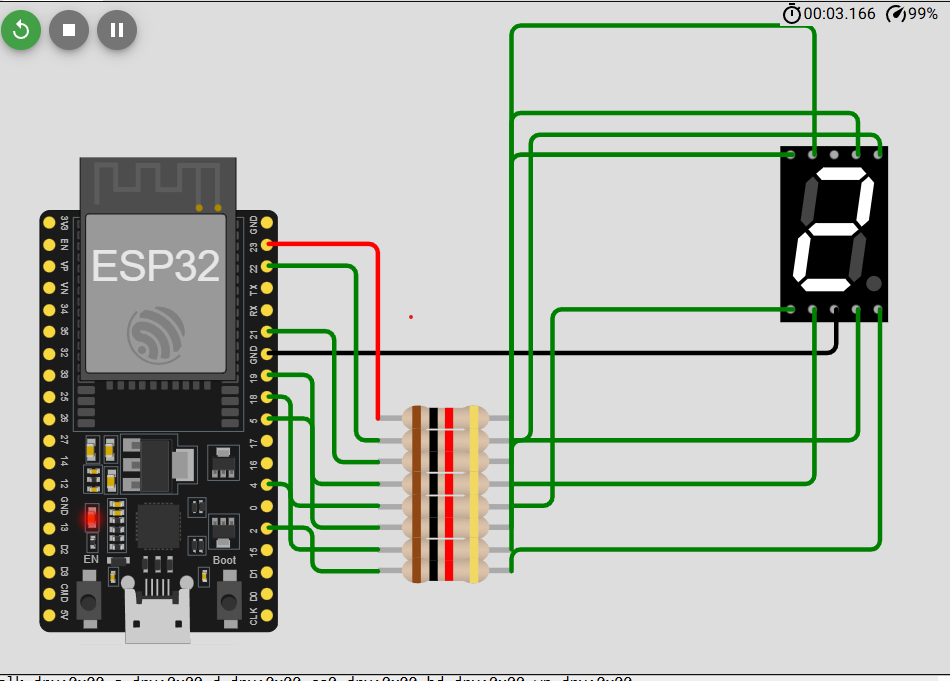 00:03.166 99%
ESP32
3V3
EN
VP
VN
34
35
32
33
25
26
27
14
12
GND
13
D2
D3
CMD
5V
GND
23
22
TX
RX
21
GND
19
18
5
17
16
4
0
2
15
D1
D0
CLK
EN
Boot
2